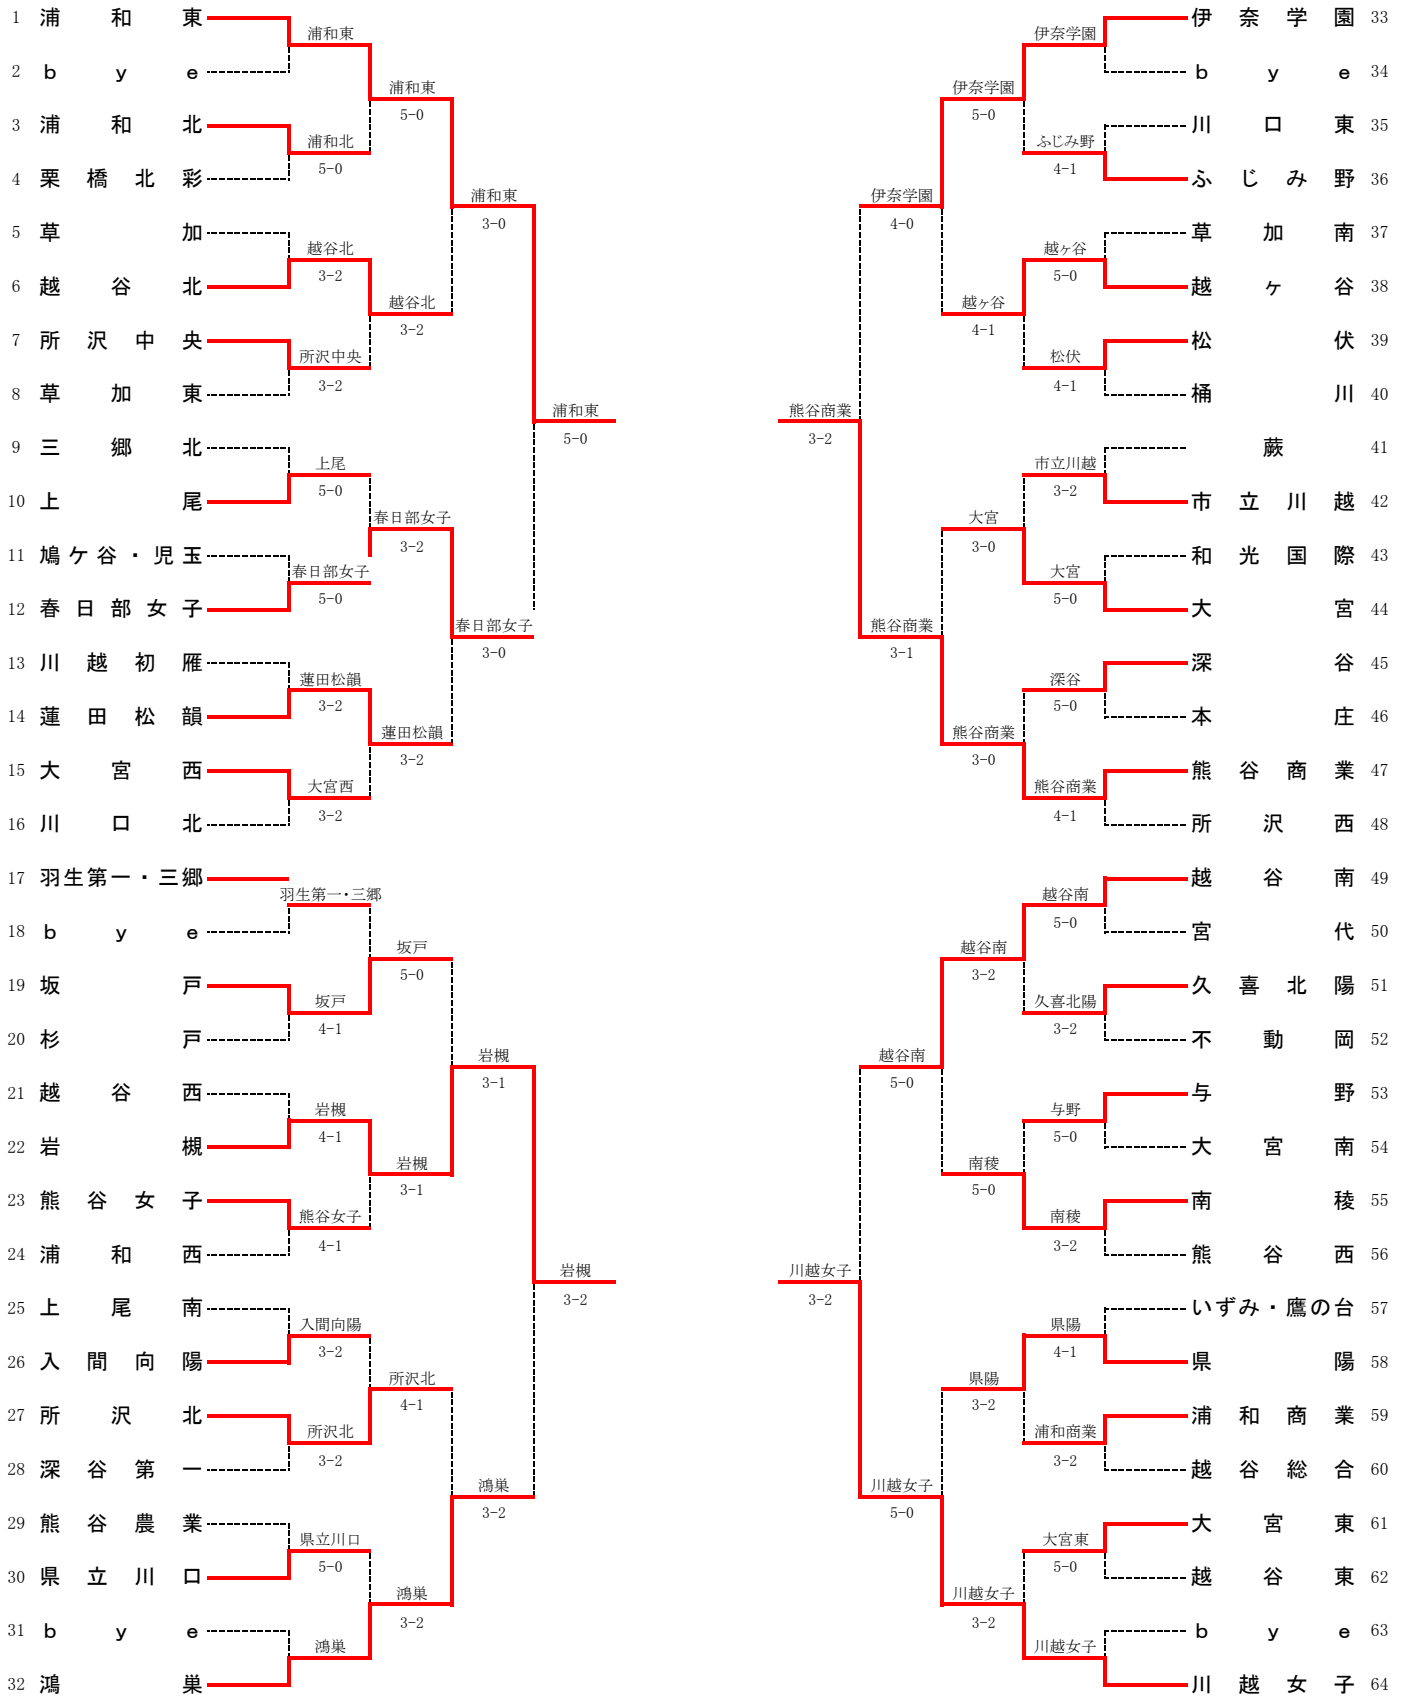 1 浦和東
2 bye
3 浦和北
4 栗橋北彩
5 草加
6 越谷北
7 所沢中央
8 草加東
9 三郷北
10 上尾
11 鳩ケ谷・児玉
12 春日部女子
13 川越初雁
14 蓮田松韻
15 大宮西
16 川口北
17 羽生第一・三郷
18 bye
19 坂戸
20 杉戸
21 越谷西
22 岩槻
23 熊谷女子
24 浦和西
25 上尾南
26 入間向陽
27 所沢北
28 深谷第一
29 熊谷農業
30 県立川口
31 bye
32 鴻巣
浦和東
浦和北
5-0
越谷北
3-2
所沢中央
3-2
上尾
5-0
春日部女子
5-0
蓮田松韻
3-2
大宮西
3-2
羽生第一・三郷
坂戸
4-1
岩槻
4-1
熊谷女子
4-1
入間向陽
3-2
所沢北
3-2
県立川口
5-0
鴻巣
浦和東
5-0
越谷北
3-2
春日部女子
3-2
蓮田松韻
3-2
坂戸
5-0
岩槻
3-1
所沢北
4-1
鴻巣
3-2
浦和東
3-0
春日部女子
3-0
岩槻
3-1
鴻巣
3-2
浦和東
5-0
岩槻
3-2
熊谷商業
3-2
川越女子
3-2
伊奈学園
4-0
熊谷商業
3-1
越谷南
5-0
川越女子
5-0
伊奈学園
5-0
越ヶ谷
4-1
大宮
3-0
熊谷商業
3-0
越谷南
3-2
南稜
5-0
県陽
3-2
川越女子
3-2
伊奈学園
ふじみ野
4-1
越ヶ谷
5-0
松伏
4-1
市立川越
3-2
大宮
5-0
深谷
5-0
熊谷商業
4-1
越谷南
5-0
久喜北陽
3-2
与野
5-0
南稜
3-2
県陽
4-1
浦和商業
3-2
大宮東
5-0
川越女子
伊奈学園 33
bye 34
川口東 35
ふじみ野 36
草加南 37
越ヶ谷 38
松伏 39
桶川 40
蕨 41
市立川越 42
和光国際 43
大宮 44
深谷 45
本庄 46
熊谷商業 47
所沢西 48
越谷南 49
宮代 50
久喜北陽 51
不動岡 52
与野 53
大宮南 54
南稜 55
熊谷西 56
いずみ・鷹の台 57
県陽 58
浦和商業 59
越谷総合 60
大宮東 61
越谷東 62
bye 63
川越女子 64